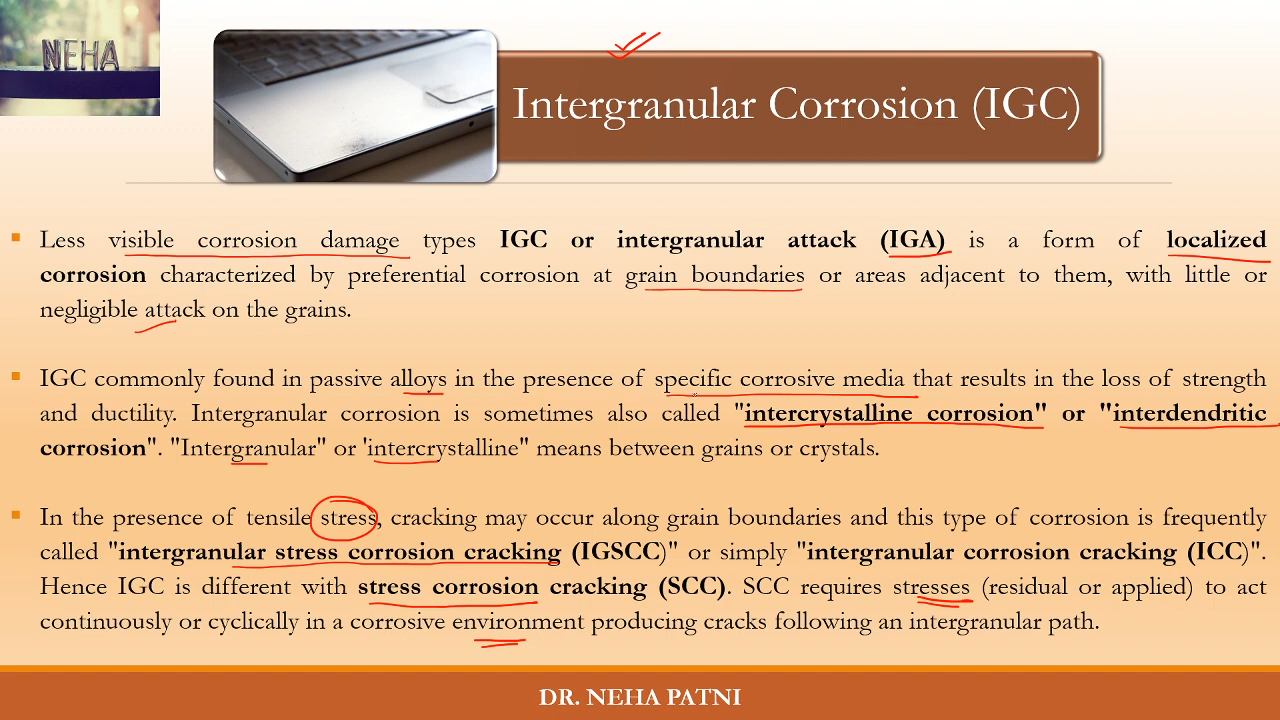 NEHA
Intergranular Corrosion (IGC)
Less visible corrosion damage types IGC or intergranular attack (IGA) is a form of localized
corrosion characterized by preferential corrosion at grain boundaries or areas adjacent to them, with little or
negligible attack on the grains.
IGC commonly found in passive alloys in the presence of specific corrosive media that results in the loss of strength
and ductility. Intergranular corrosion is sometimes also called "intercrystalline corrosion" or "interdendritic
corrosion". "Intergranular" or 'intercrystalline" means between grains or crystals.
In the presence of tensile stress, cracking may occur along grain boundaries and this type of corrosion is frequently
called "intergranular stress corrosion cracking (IGSCC)" or simply "intergranular corrosion cracking (ICC)".
Hence IGC is different with stress corrosion cracking (SCC). SCC requires stresses (residual or applied) to act
continuously or cyclically in a corrosive environment producing cracks following an intergranular path.
DR. NEHA PATNI